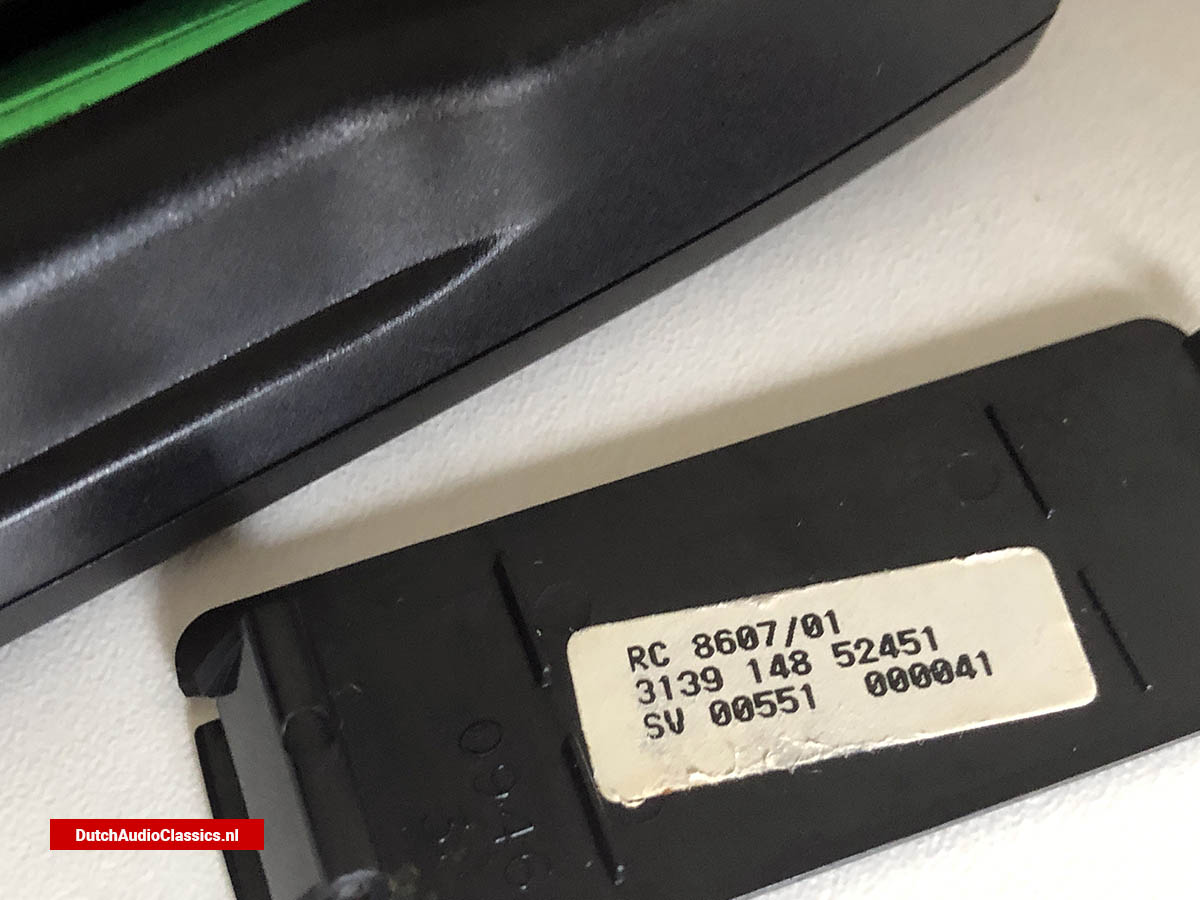 RC 8607/01
3139 148 52451
SV 00551 000041
DutchAudioClassics.nl